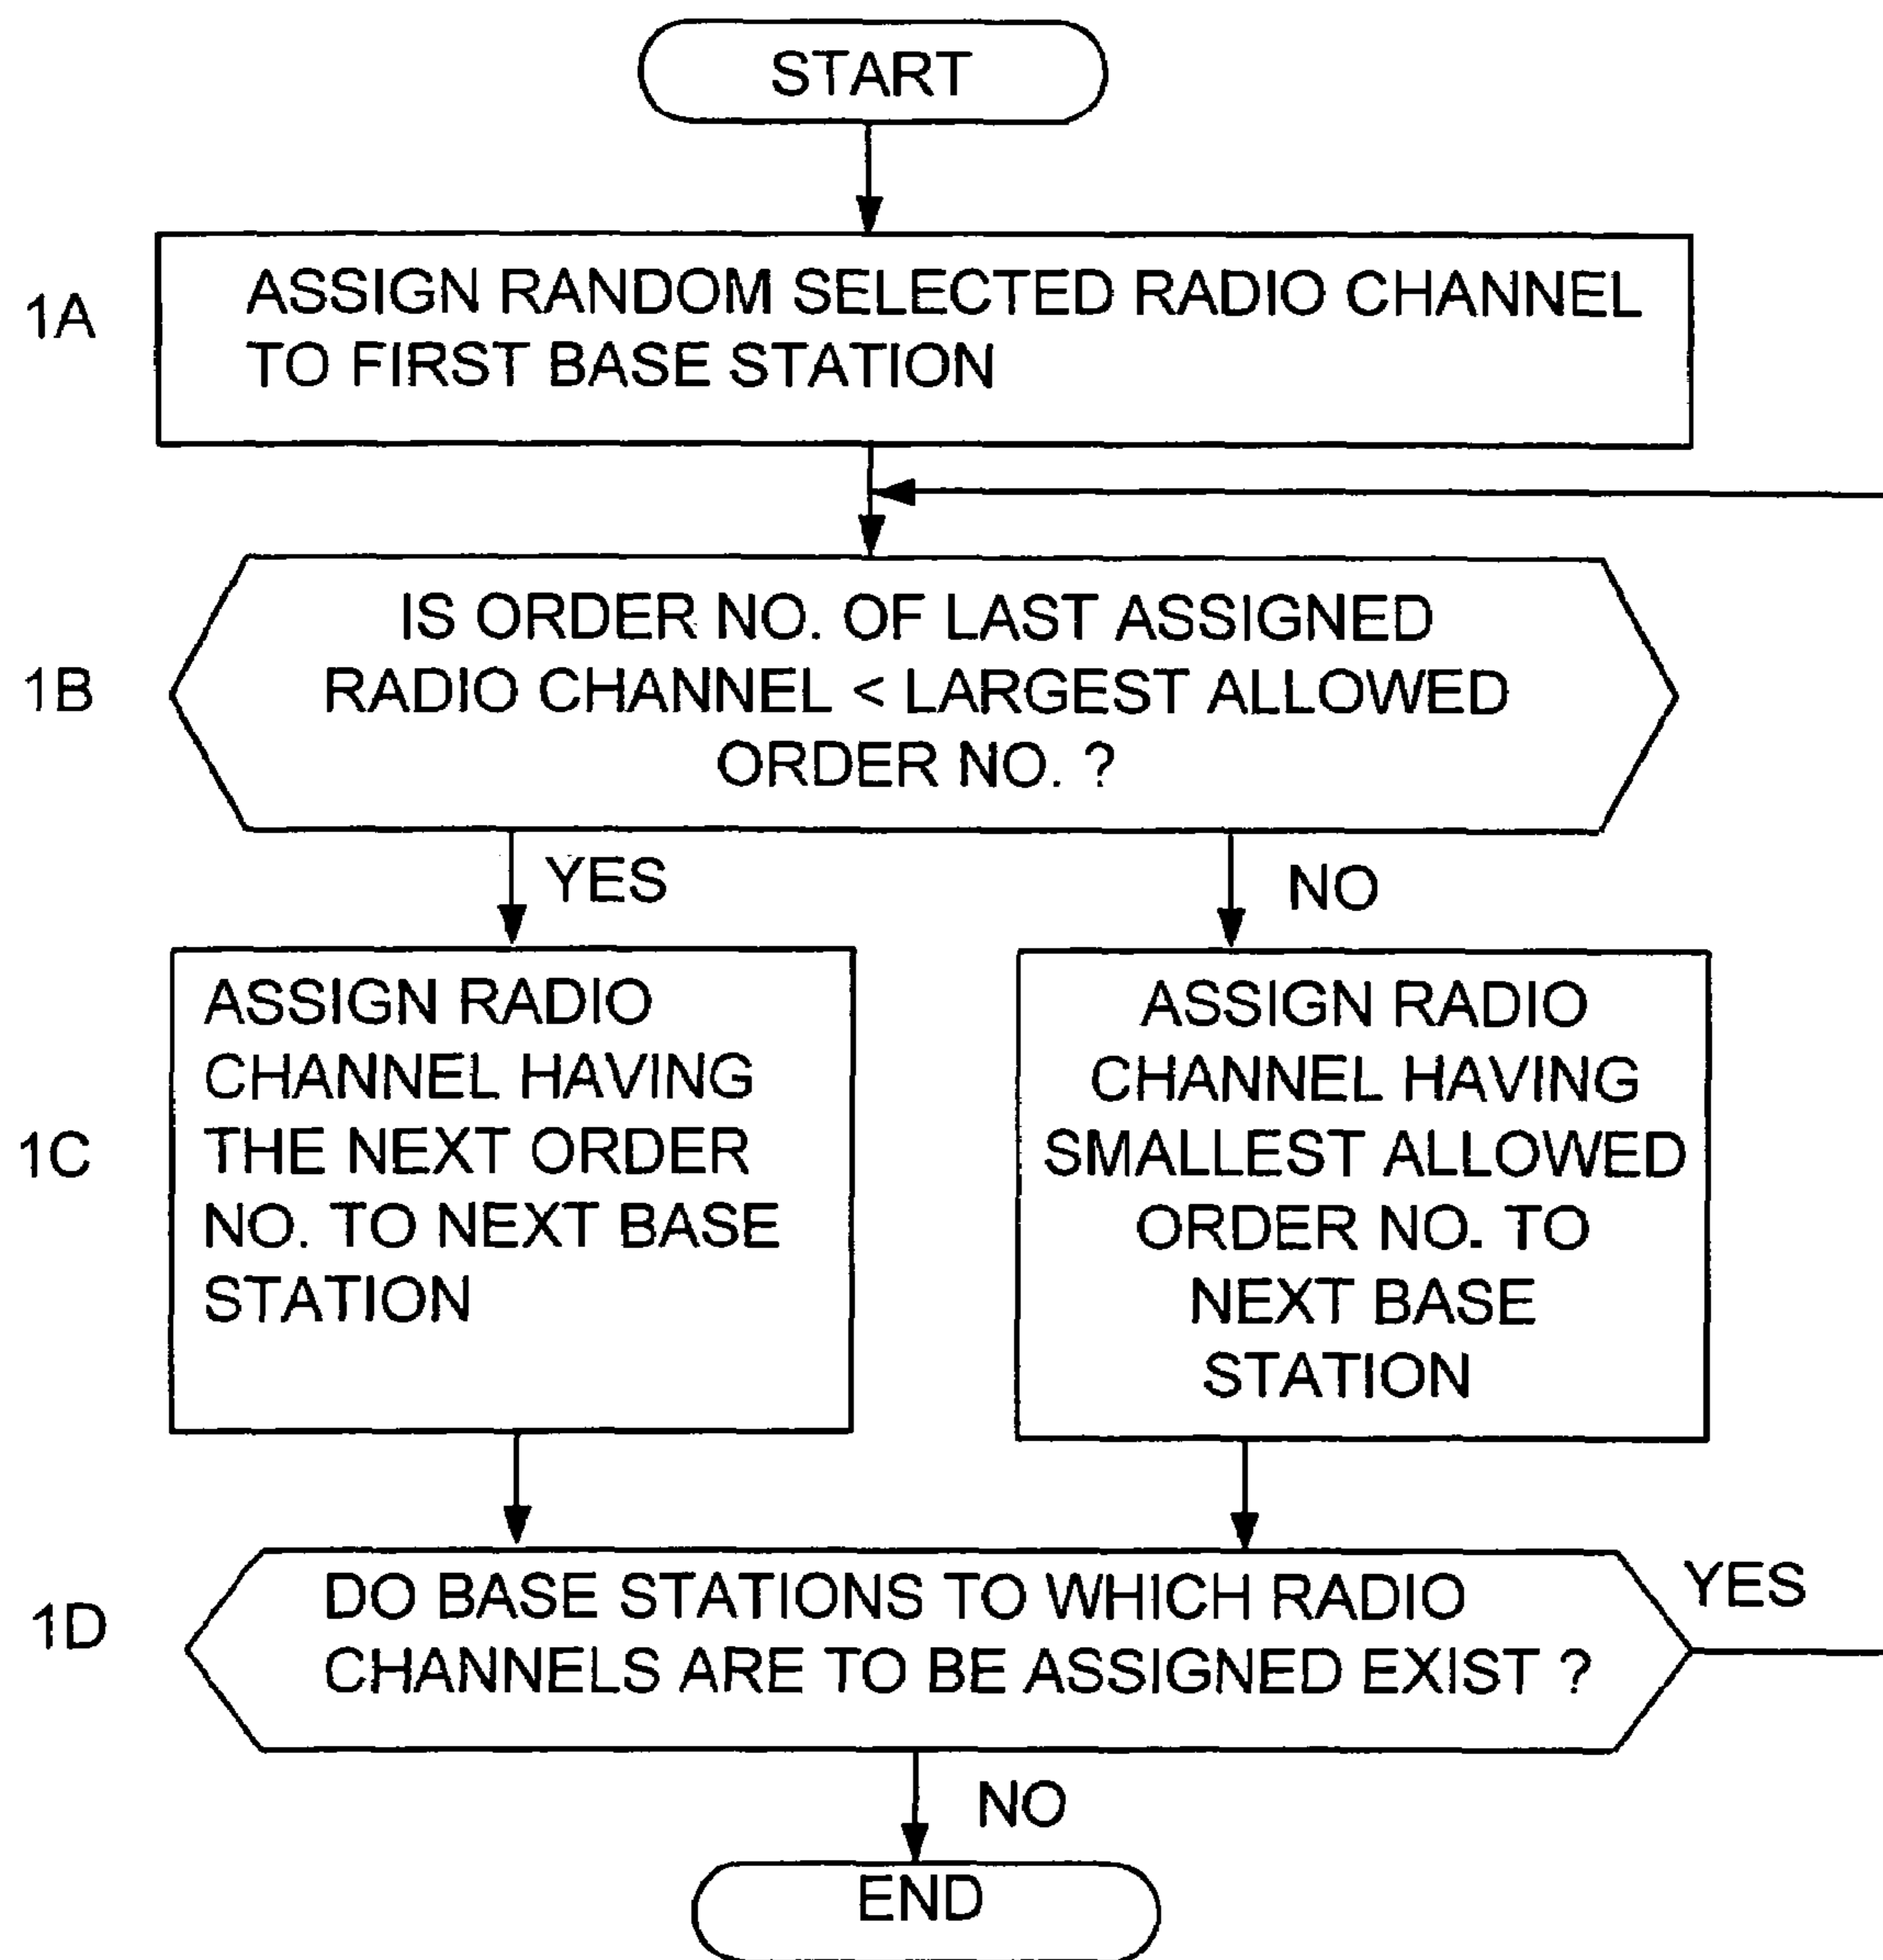 START
1A
ASSIGN RANDOM SELECTED RADIO CHANNEL
TO FIRST BASE STATION
1B
IS ORDER NO. OF LAST ASSIGNED
RADIO CHANNEL < LARGEST ALLOWED
ORDER NO. ?
YES
NO
1C
ASSIGN RADIO
CHANNEL HAVING
THE NEXT ORDER
NO. TO NEXT BASE
STATION
ASSIGN RADIO
CHANNEL HAVING
SMALLEST ALLOWED
ORDER NO. TO
NEXT BASE
STATION
1D
DO BASE STATIONS TO WHICH RADIO
CHANNELS ARE TO BE ASSIGNED EXIST ?
YES
NO
END